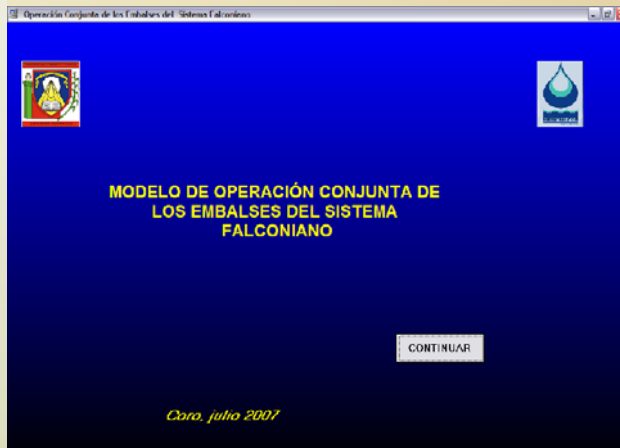 Operación Conjunta de los Embalses del Sistema Falconiano
MODELO DE OPERACIÓN CONJUNTA DE
LOS EMBALSES DEL SISTEMA
FALCONIANO
CONTINUAR
Coro, julio 2007